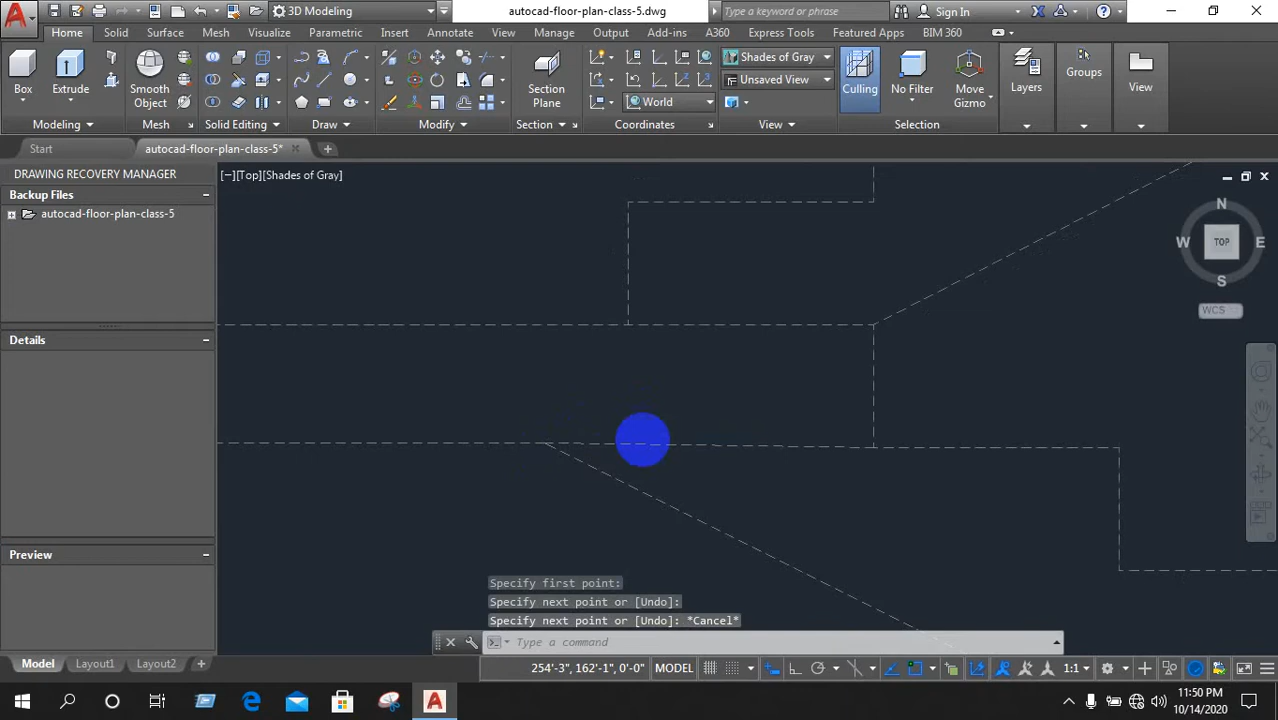 3D Modeling
autocad-floor-plan-class-5.dwg
Type a keyword or phrase
Sign In
Home
Solid
Surface
Mesh
Visualize
Parametric
Insert
Annotate
View
Manage
Output
Add-ins
A360
Express Tools
Featured Apps
BIM 360
Box
Extrude
Smooth
Object
Section
Plane
World
Shades of Gray
Unsaved View
Culling
No Filter
Move
Gizmo
Layers
Groups
View
Modeling
Mesh
Solid Editing
Draw
Modify
Section
Coordinates
View
Selection
Start
autocad-floor-plan-class-5*
DRAWING RECOVERY MANAGER
Backup Files
autocad-floor-plan-class-5
Details
Preview
[−][Top][Shades of Gray]
N
W
TOP
E
S
WCS
Specify first point:
Specify next point or [Undo]:
Specify next point or [Undo]: *Cancel*
Type a command
Model
Layout1
Layout2
254'-3", 162'-1", 0'-0"
MODEL
1:1
11:50 PM
10/14/2020